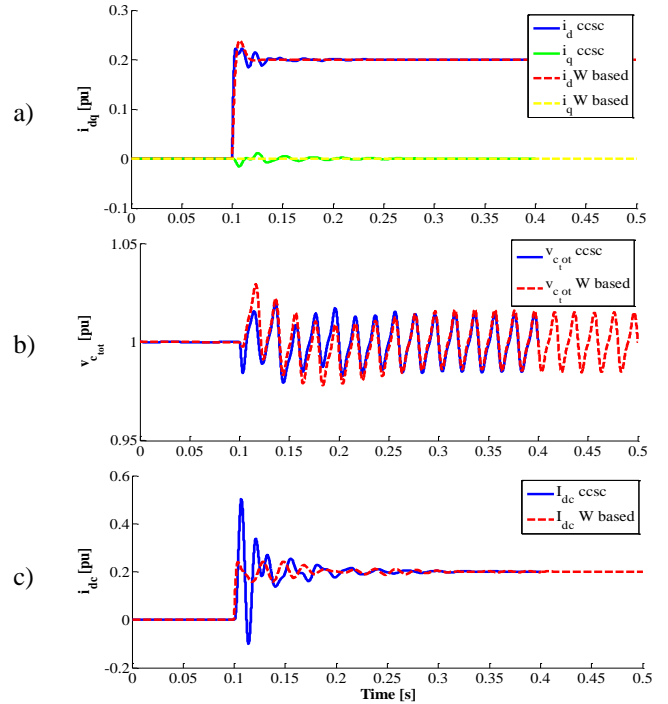 a)
i_dq [pu]
0.3
0.2
0.1
0
-0.1
i_d ccsc
i_q ccsc
i_d W based
i_q W based
0 0.05 0.1 0.15 0.2 0.25 0.3 0.35 0.4 0.45 0.5
b)
v_c_tot [pu]
1.05
1
0.95
v_c_t ot ccsc
v_c_t ot W based
0 0.05 0.1 0.15 0.2 0.25 0.3 0.35 0.4 0.45 0.5
c)
i_dc [pu]
0.6
0.4
0.2
0
-0.2
I_dc ccsc
I_dc W based
0 0.05 0.1 0.15 0.2 0.25 0.3 0.35 0.4 0.45 0.5
Time [s]